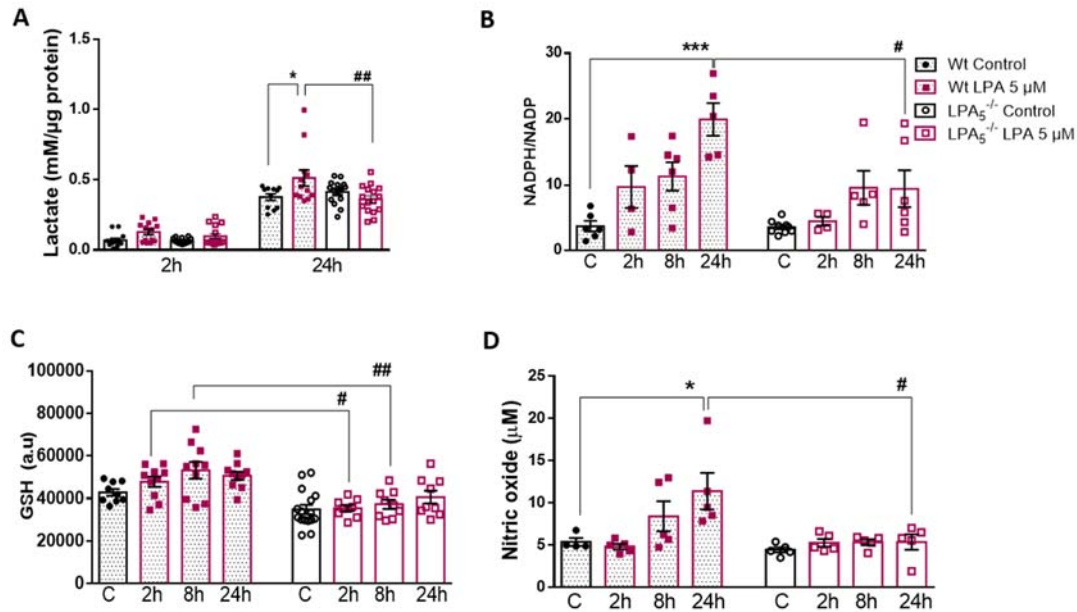 A
Lactate (mM/µg protein)
1.5
1.0
0.5
0.0
*
##
2h
24h
B
NADPH/NADP
30
20
10
0
***
#
C 2h 8h 24h C 2h 8h 24h
Wt Control
Wt LPA 5 µM
LPA5-/- Control
LPA5-/- LPA 5 µM
C
GSH (a.u)
100000
80000
60000
40000
20000
0
##
#
C 2h 8h 24h C 2h 8h 24h
D
Nitric oxide (µM)
25
20
15
10
5
0
*
#
C 2h 8h 24h C 2h 8h 24h